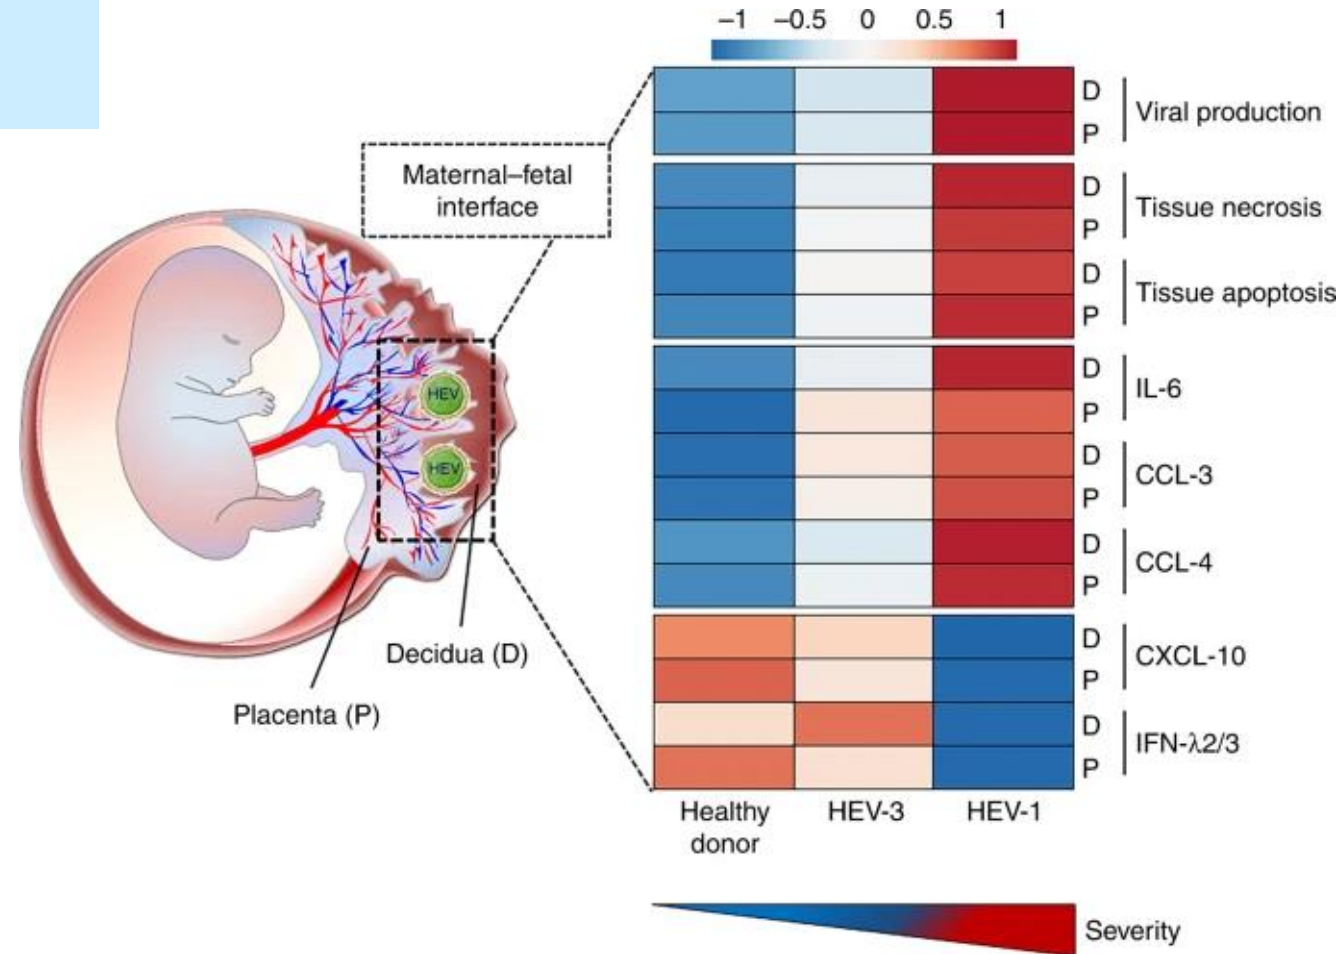 −1 −0.5 0 0.5 1
Maternal–fetal
interface
HEV
HEV
Decidua (D)
Placenta (P)
D
P
Viral production
D
P
Tissue necrosis
D
P
Tissue apoptosis
D
P
IL-6
D
P
CCL-3
D
P
CCL-4
D
P
CXCL-10
D
P
IFN-λ2/3
Healthy
donor
HEV-3
HEV-1
Severity